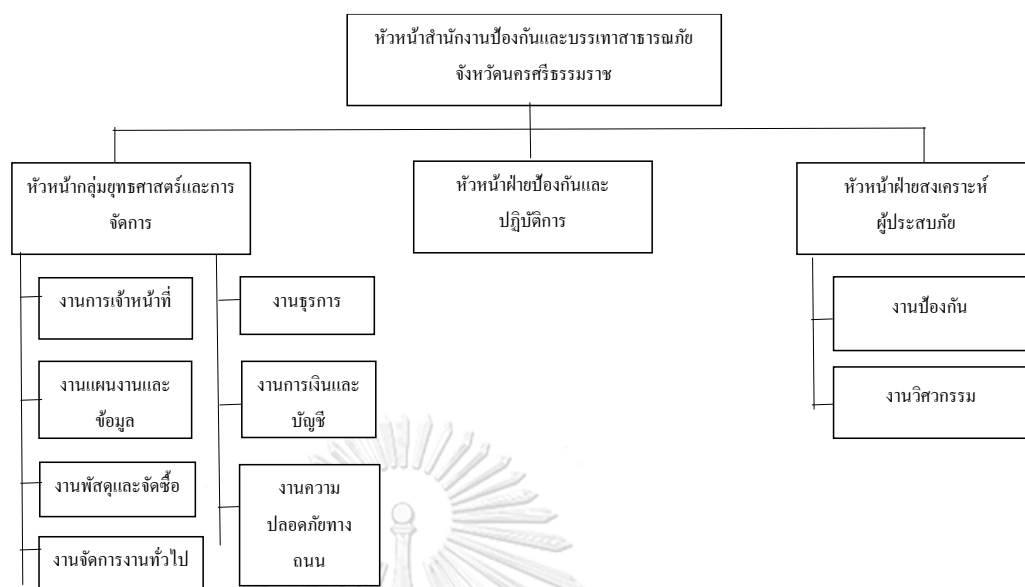 หัวหน้าสำนักงานป้องกันและบรรเทาสาธารณภัย
จังหวัดนครศรีธรรมราช
หัวหน้ากลุ่มยุทธศาสตร์และการ
จัดการ
หัวหน้าฝ่ายป้องกันและ
ปฏิบัติการ
หัวหน้าฝ่ายสงเคราะห์
ผู้ประสบภัย
งานการเจ้าหน้าที่
งานแผนงานและ
ข้อมูล
งานพัสดุและจัดซื้อ
งานจัดการงานทั่วไป
งานธุรการ
งานการเงินและ
บัญชี
งานความ
ปลอดภัยทาง
ถนน
งานป้องกัน
งานวิศวกรรม